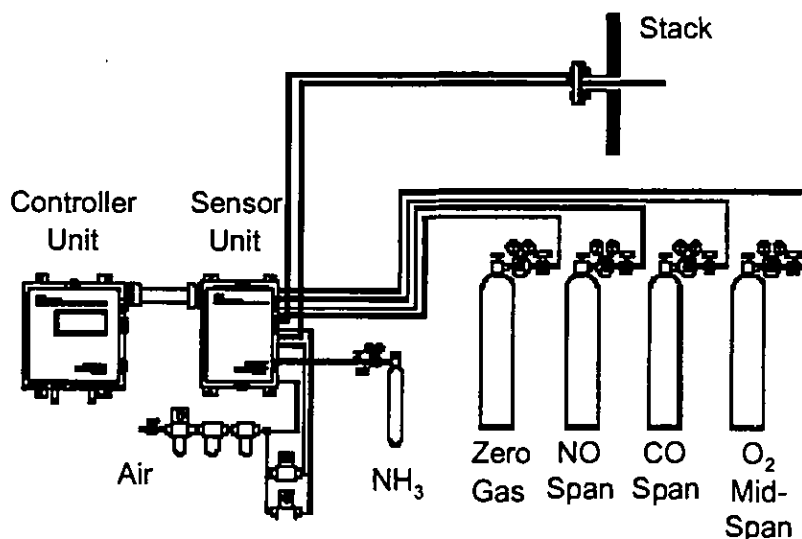 Stack
Controller
Unit
Sensor
Unit
Air
NH₃
Zero
Gas
NO
Span
CO
Span
O₂
Mid-
Span